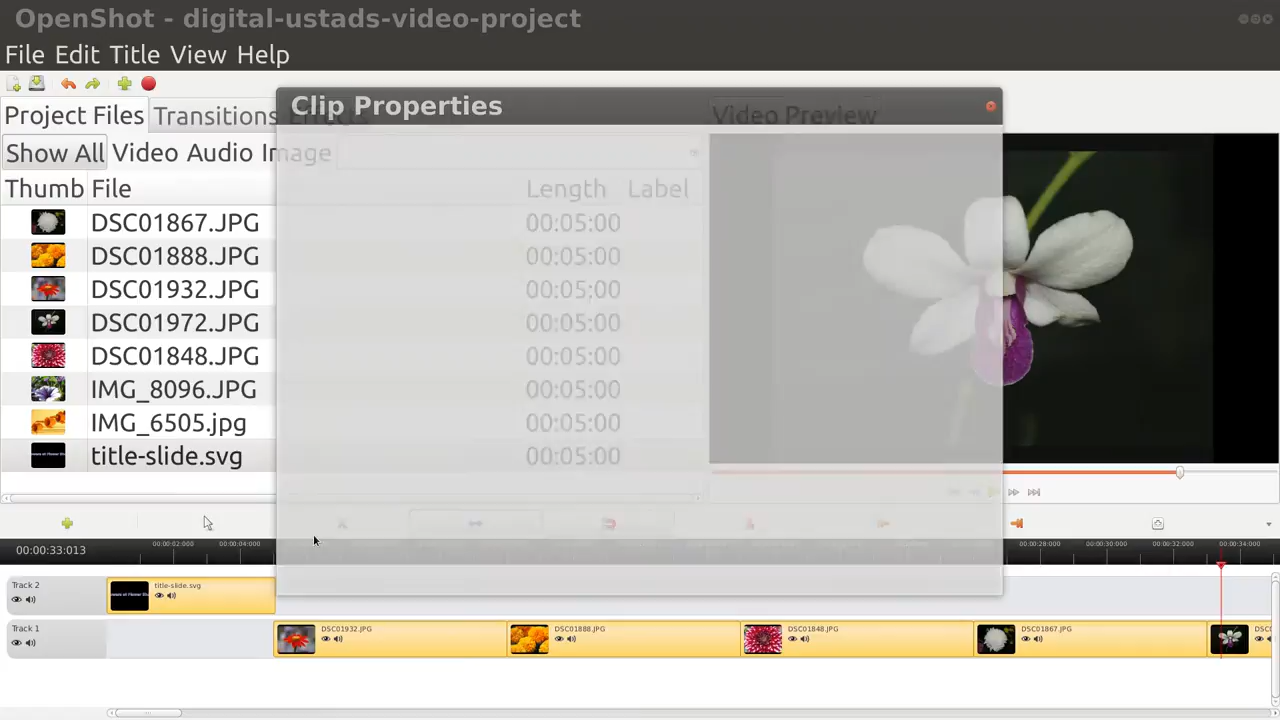 OpenShot - digital-ustads-video-project
File Edit Title View Help
Clip Properties
Project Files Transitions Effects
Video Preview
Show All Video Audio Image
Thumb File Length Label
DSC01867.JPG 00:05:00
DSC01888.JPG 00:05:00
DSC01932.JPG 00:05:00
DSC01972.JPG 00:05:00
DSC01848.JPG 00:05:00
IMG_8096.JPG 00:05:00
IMG_6505.jpg 00:05:00
title-slide.svg 00:05:00
00:00:33:013
00:00:02:000 00:00:04:000 00:00:28:000 00:00:30:000 00:00:32:000 00:00:34:000
Track 2
title-slide.svg
Track 1
DSC01932.JPG DSC01888.JPG DSC01848.JPG DSC01867.JPG